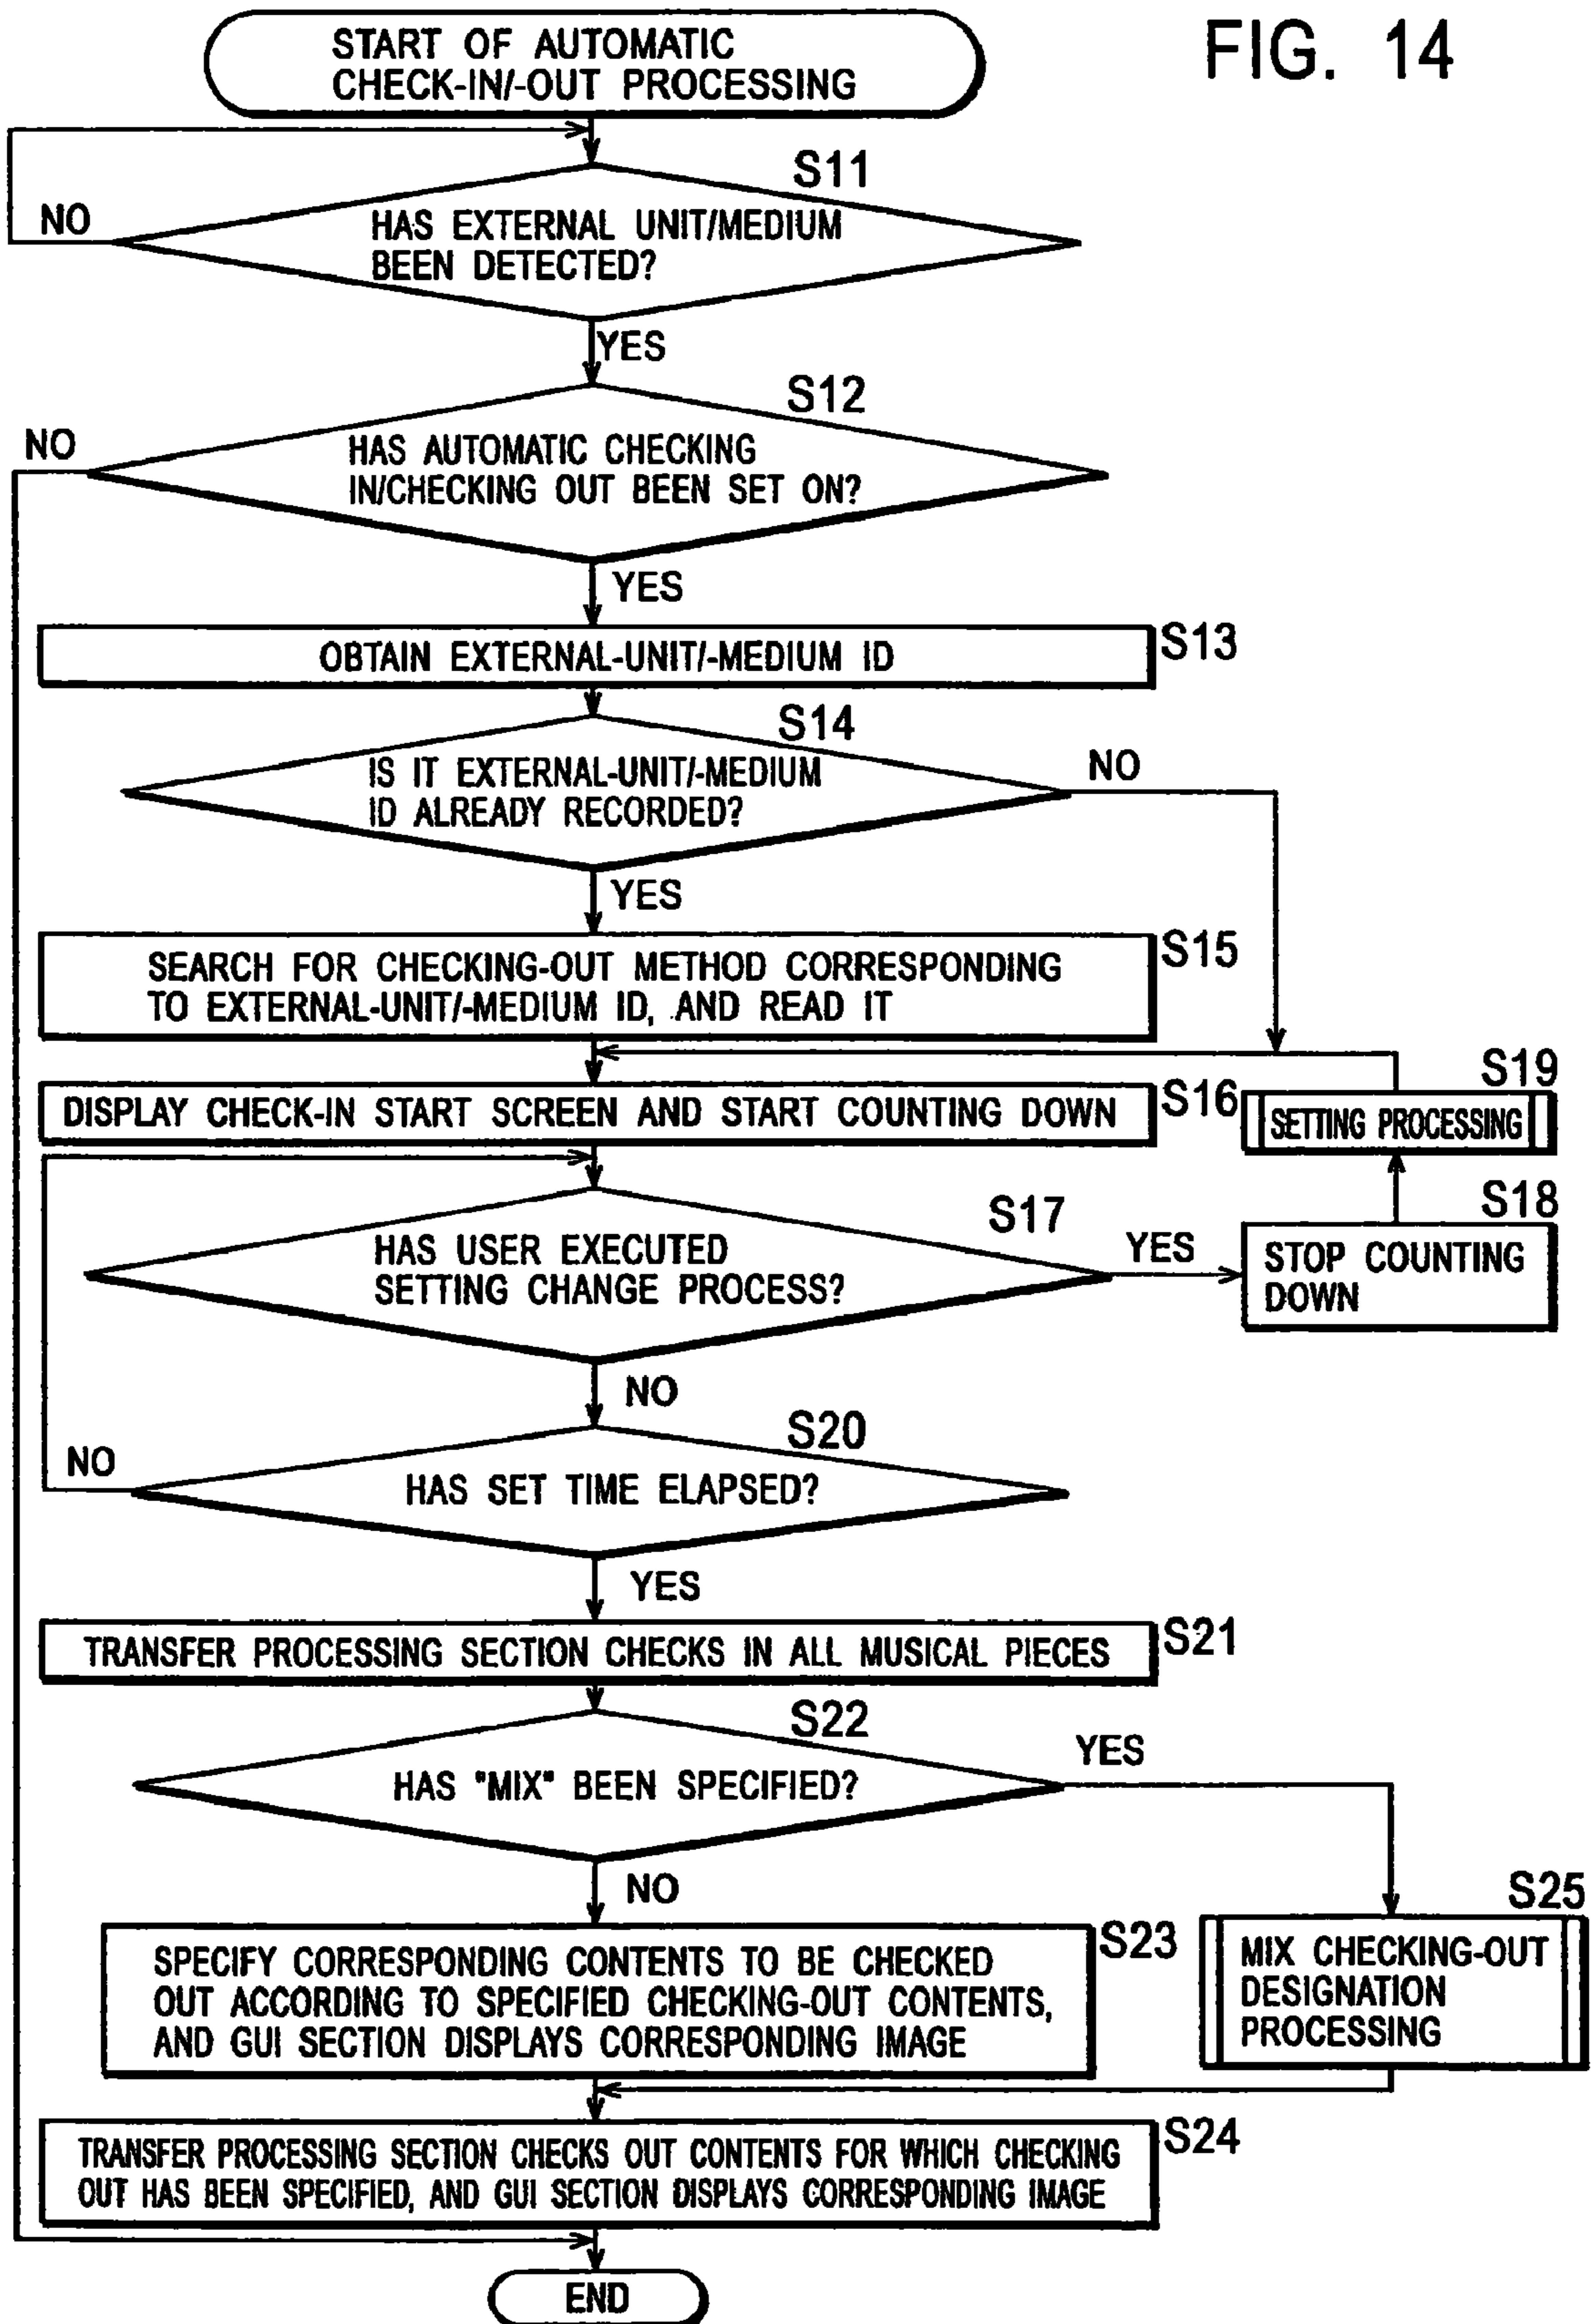 FIG. 14
START OF AUTOMATIC
CHECK-IN/-OUT PROCESSING
S11
NO
HAS EXTERNAL UNIT/MEDIUM
BEEN DETECTED?
YES
S12
NO
HAS AUTOMATIC CHECKING
IN/CHECKING OUT BEEN SET ON?
YES
OBTAIN EXTERNAL-UNIT/-MEDIUM ID
S13
S14
IS IT EXTERNAL-UNIT/-MEDIUM
ID ALREADY RECORDED?
NO
YES
S15
SEARCH FOR CHECKING-OUT METHOD CORRESPONDING
TO EXTERNAL-UNIT/-MEDIUM ID, AND READ IT
DISPLAY CHECK-IN START SCREEN AND START COUNTING DOWN
S16
S19
SETTING PROCESSING
S17
HAS USER EXECUTED
SETTING CHANGE PROCESS?
YES
S18
STOP COUNTING
DOWN
NO
S20
NO
HAS SET TIME ELAPSED?
YES
TRANSFER PROCESSING SECTION CHECKS IN ALL MUSICAL PIECES
S21
S22
HAS "MIX" BEEN SPECIFIED?
YES
NO
S23
SPECIFY CORRESPONDING CONTENTS TO BE CHECKED
OUT ACCORDING TO SPECIFIED CHECKING-OUT CONTENTS,
AND GUI SECTION DISPLAYS CORRESPONDING IMAGE
S25
MIX CHECKING-OUT
DESIGNATION
PROCESSING
S24
TRANSFER PROCESSING SECTION CHECKS OUT CONTENTS FOR WHICH CHECKING
OUT HAS BEEN SPECIFIED, AND GUI SECTION DISPLAYS CORRESPONDING IMAGE
END